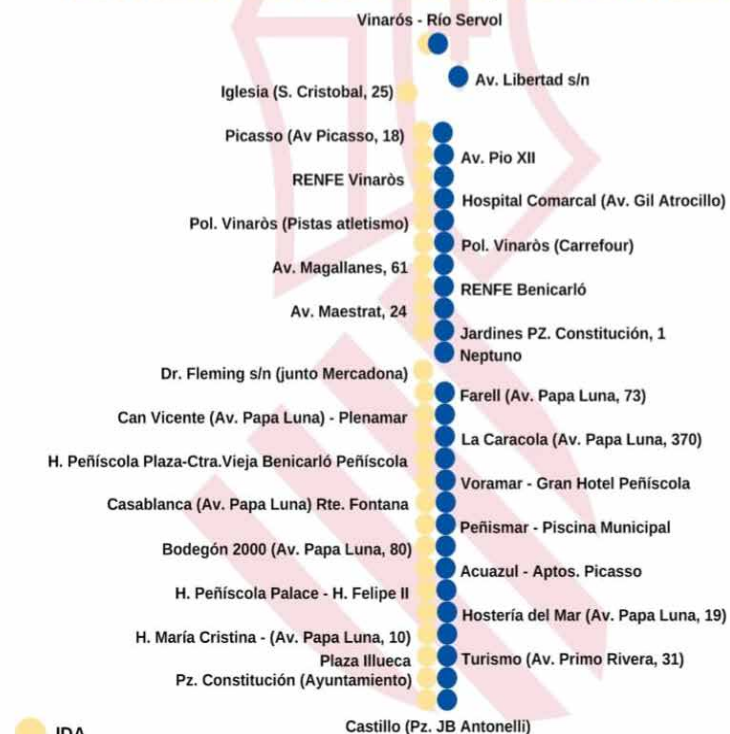 Vinarós - Río Servol
Av. Libertad s/n
Iglesia (S. Cristobal, 25)
Picasso (Av Picasso, 18)
Av. Pio XII
RENFE Vinaròs
Hospital Comarcal (Av. Gil Atrocillo)
Pol. Vinaròs (Pistas atletismo)
Pol. Vinaròs (Carrefour)
Av. Magallanes, 61
RENFE Benicarló
Av. Maestrat, 24
Jardines PZ. Constitución, 1
Neptuno
Dr. Fleming s/n (junto Mercadona)
Farell (Av. Papa Luna, 73)
Can Vicente (Av. Papa Luna) - Plenamar
La Caracola (Av. Papa Luna, 370)
H. Peñíscola Plaza-Ctra.Vieja Benicarló Peñíscola
Voramar - Gran Hotel Peñíscola
Casablanca (Av. Papa Luna) Rte. Fontana
Peñismar - Piscina Municipal
Bodegón 2000 (Av. Papa Luna, 80)
Acuazul - Aptos. Picasso
H. Peñíscola Palace - H. Felipe II
Hostería del Mar (Av. Papa Luna, 19)
H. María Cristina - (Av. Papa Luna, 10)
Plaza Illueca
Turismo (Av. Primo Rivera, 31)
Pz. Constitución (Ayuntamiento)
Castillo (Pz. JB Antonelli)
IDA